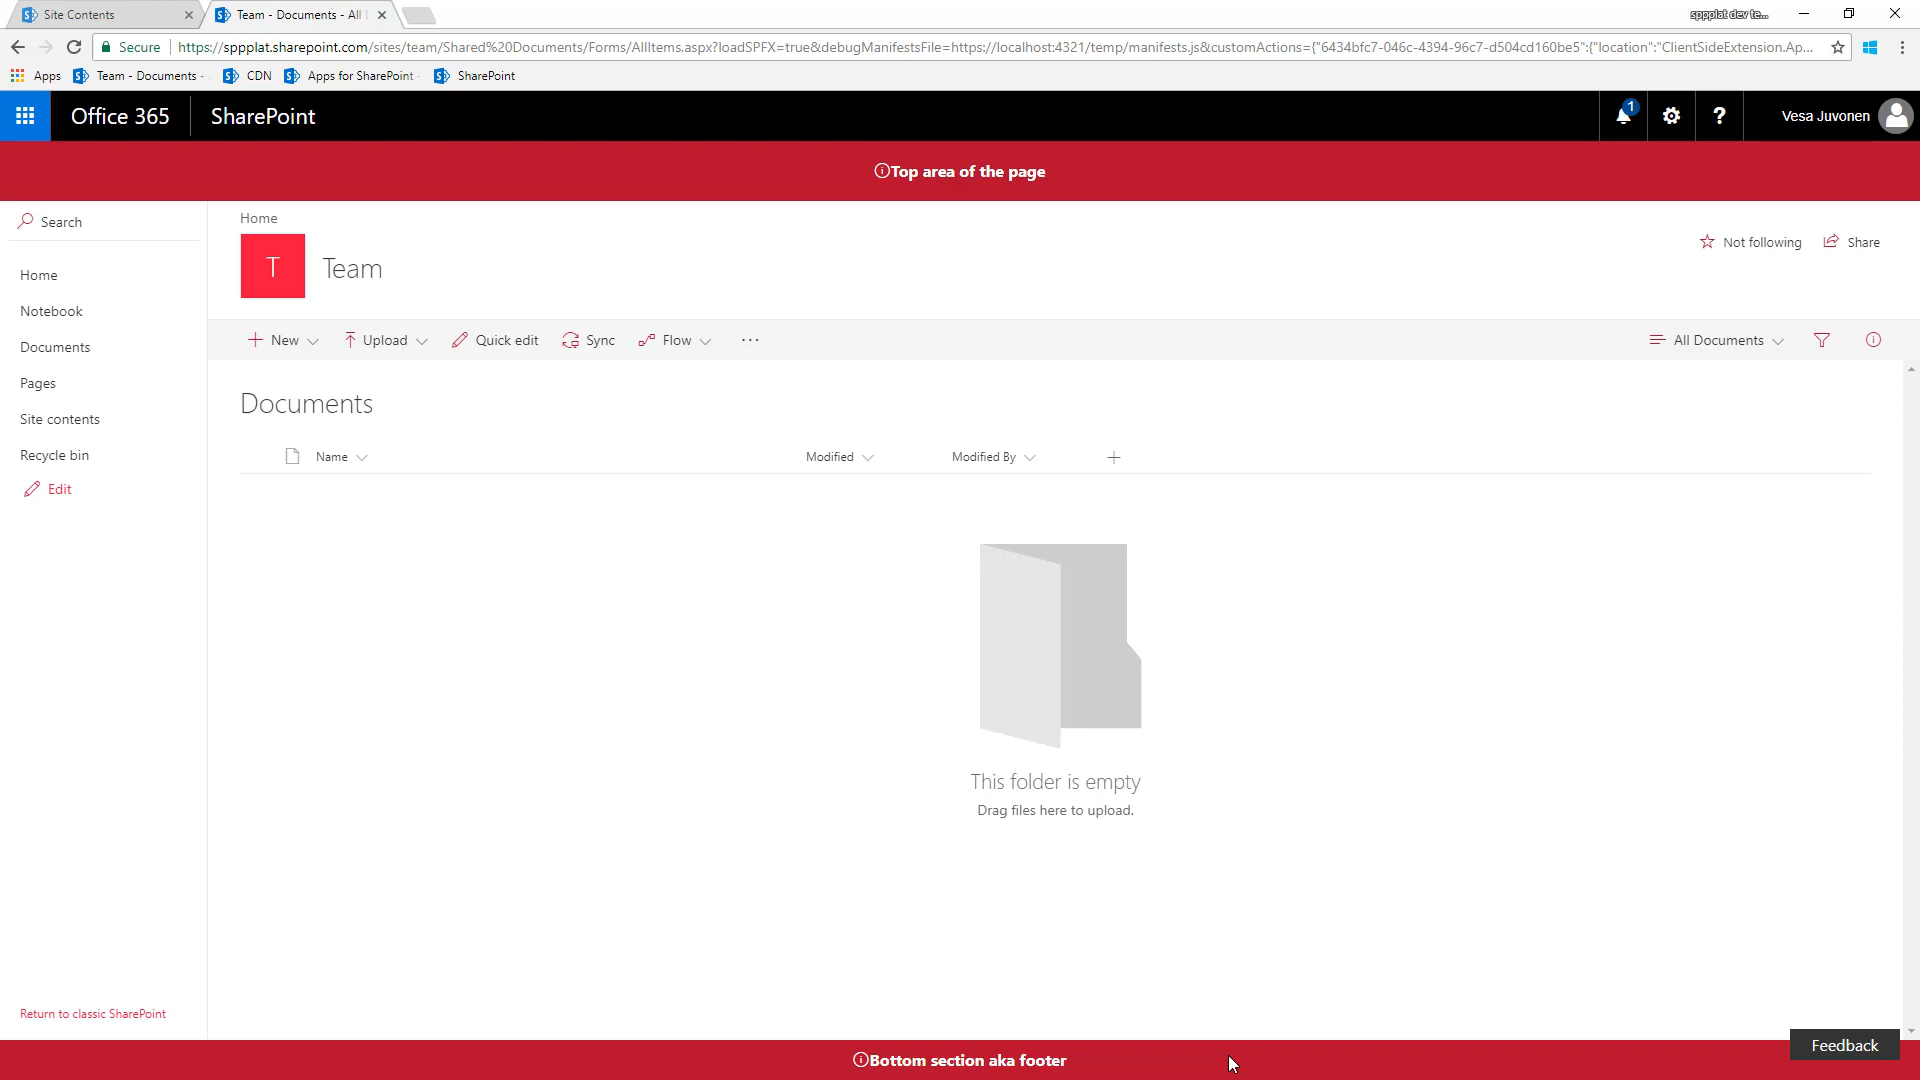 Site Contents
Team - Documents - All
sppplat dev te...
Secure https://sppplat.sharepoint.com/sites/team/Shared%20Documents/Forms/AllItems.aspx?loadSPFX=true&debugManifestsFile=https://localhost:4321/temp/manifests.js&customActions={"6434bfc7-046c-4394-96c7-d504cd160be5":{"location":"ClientSideExtension.Ap...
Apps Team - Documents - CDN Apps for SharePoint SharePoint
Office 365 SharePoint 1 ? Vesa Juvonen
Top area of the page
Search
Home
Notebook
Documents
Pages
Site contents
Recycle bin
Edit
Return to classic SharePoint
Home
T Team
Not following Share
New Upload Quick edit Sync Flow ... All Documents
Documents
Name Modified Modified By
This folder is empty
Drag files here to upload.
Feedback
Bottom section aka footer